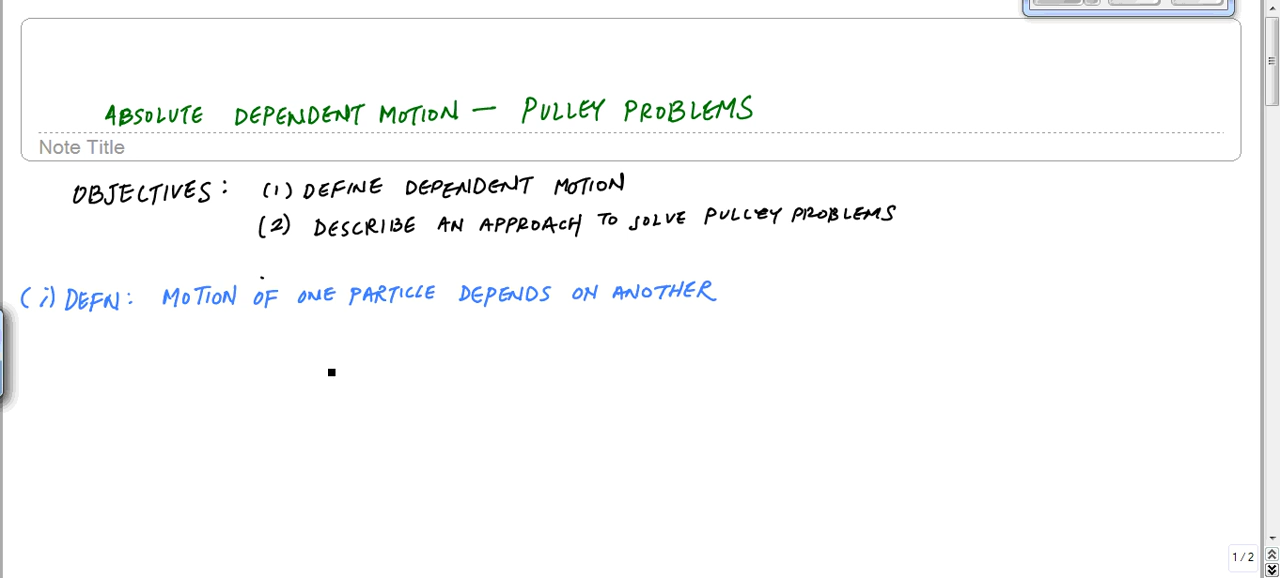 ABSOLUTE DEPENDENT MOTION — PULLEY PROBLEMS
Note Title
OBJECTIVES: (1) DEFINE DEPENDENT MOTION
(2) DESCRIBE AN APPROACH TO SOLVE PULLEY PROBLEMS
(i) DEFN: MOTION OF ONE PARTICLE DEPENDS ON ANOTHER
1 / 2